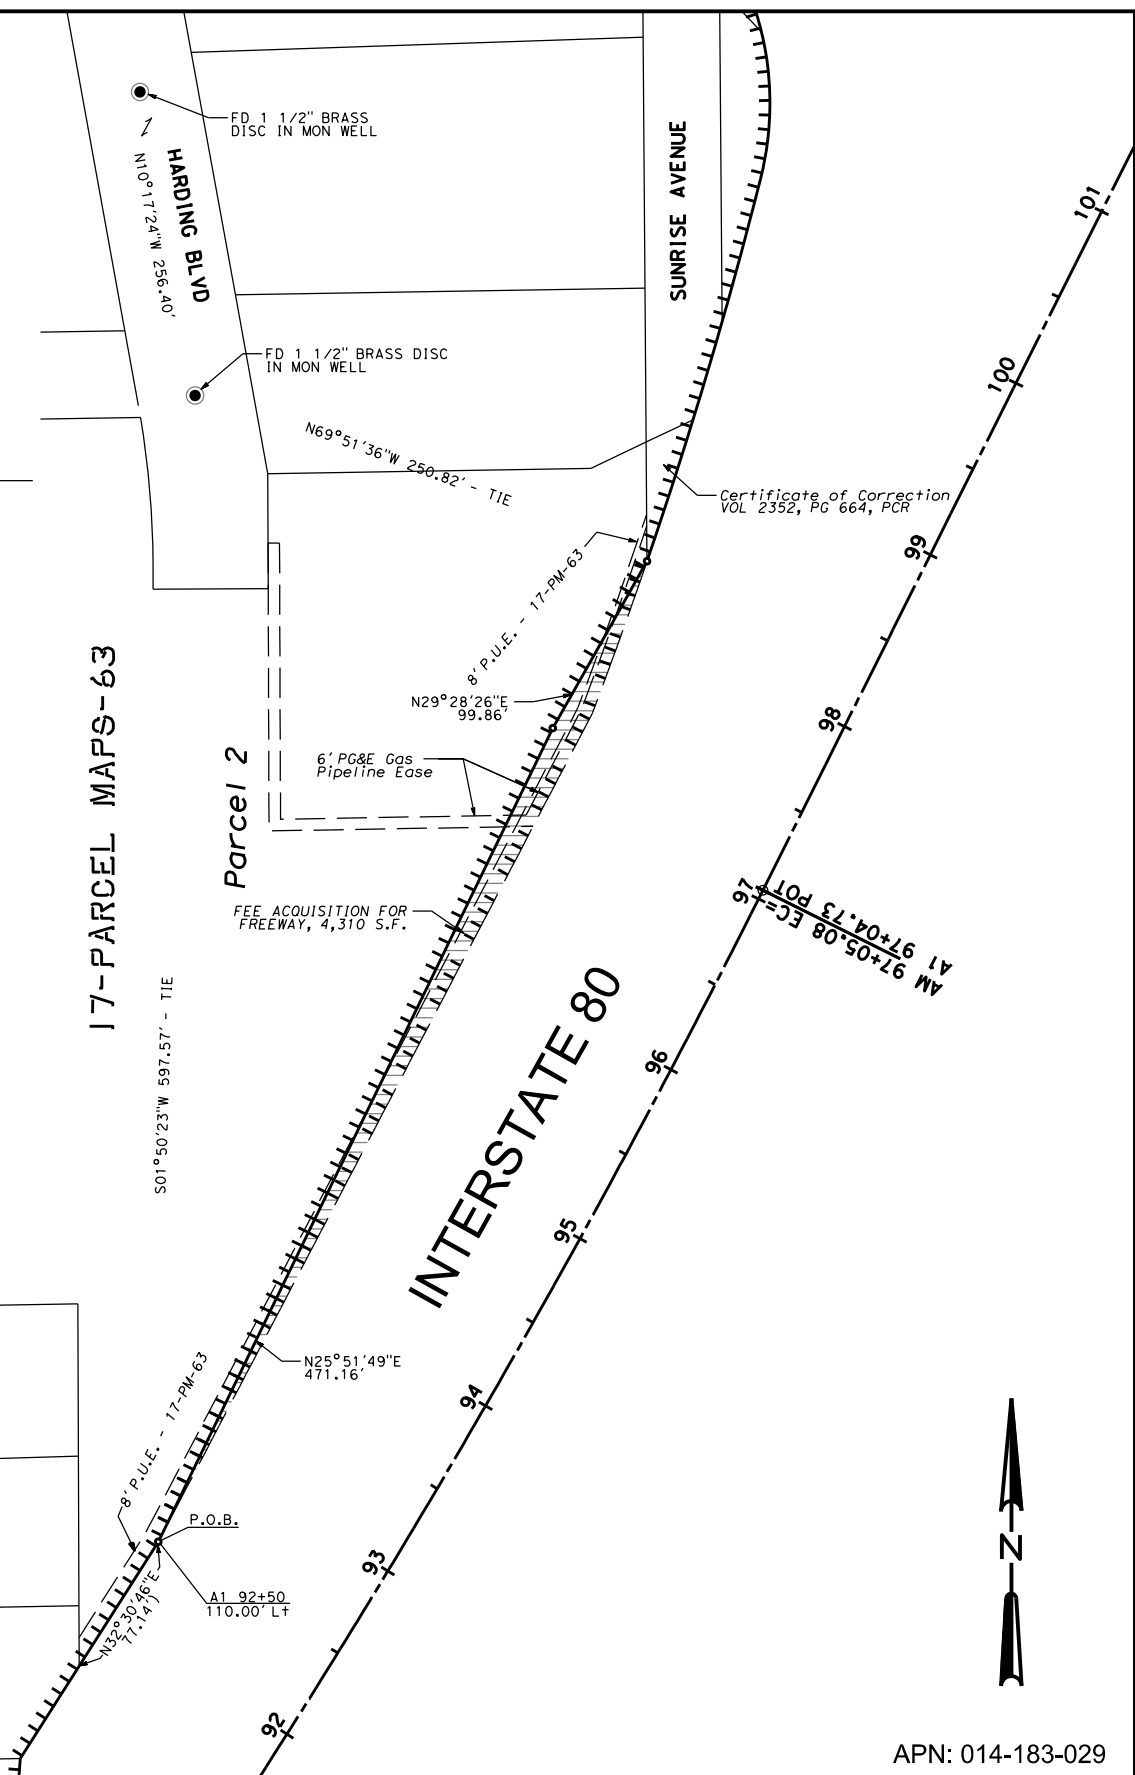 FD 1 1/2" BRASS
DISC IN MON WELL
HARDING BLVD
N10°17'24"W 256.40'
SUNRISE AVENUE
101
FD 1 1/2" BRASS DISC
IN MON WELL
100
N69°51'36"W 250.82' - TIE
Certificate of Correction
VOL 2352, PG 664, PCR
99
8' P.U.E. - 17-PM-63
N29°28'26"E
99.86'
98
17-PARCEL MAPS-63
Parcel 2
6' PG&E Gas
Pipeline Ease
97
AM 97+05.08 EC=
A1 97+04.73 POT
FEE ACQUISITION FOR
FREEWAY, 4,310 S.F.
S01°50'23"W 597.57' - TIE
INTERSTATE 80
96
95
N25°51'49"E
471.16'
94
8' P.U.E. - 17-PM-63
P.O.B.
93
A1 92+50
110.00' Lt
N32°30'46"E
77.14')
92
N
APN: 014-183-029